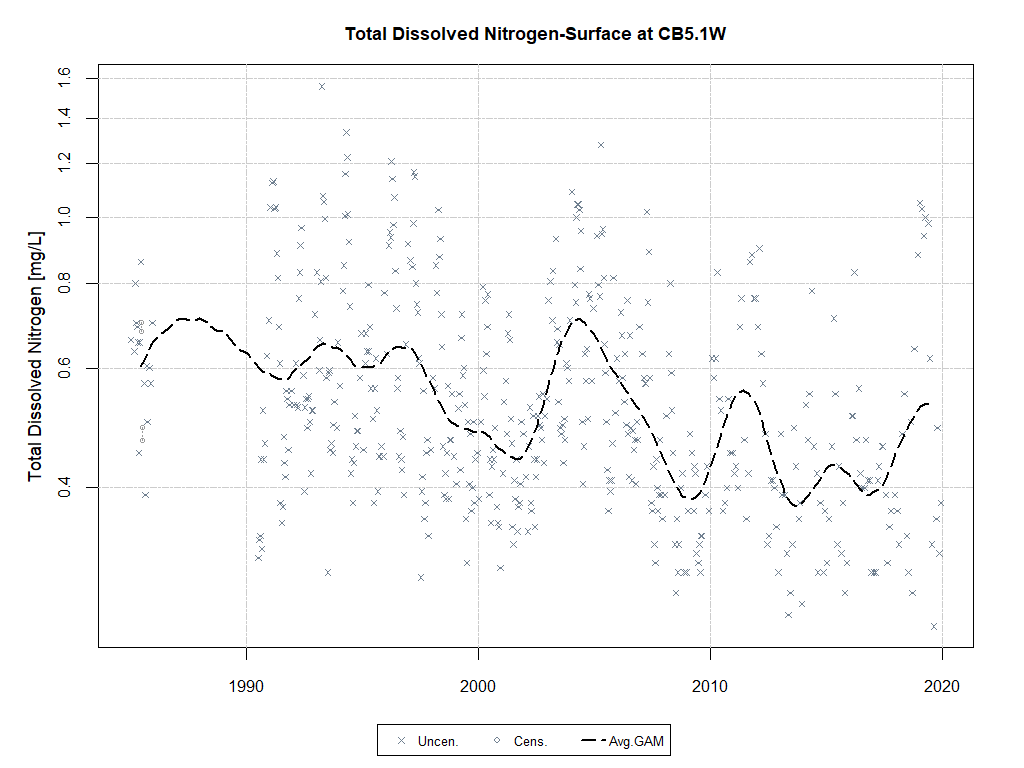 Total Dissolved Nitrogen-Surface at CB5.1W
Total Dissolved Nitrogen [mg/L]
1.6
1.4
1.2
1.0
0.8
0.6
0.4
1990 2000 2010 2020
Uncen. Cens. Avg.GAM